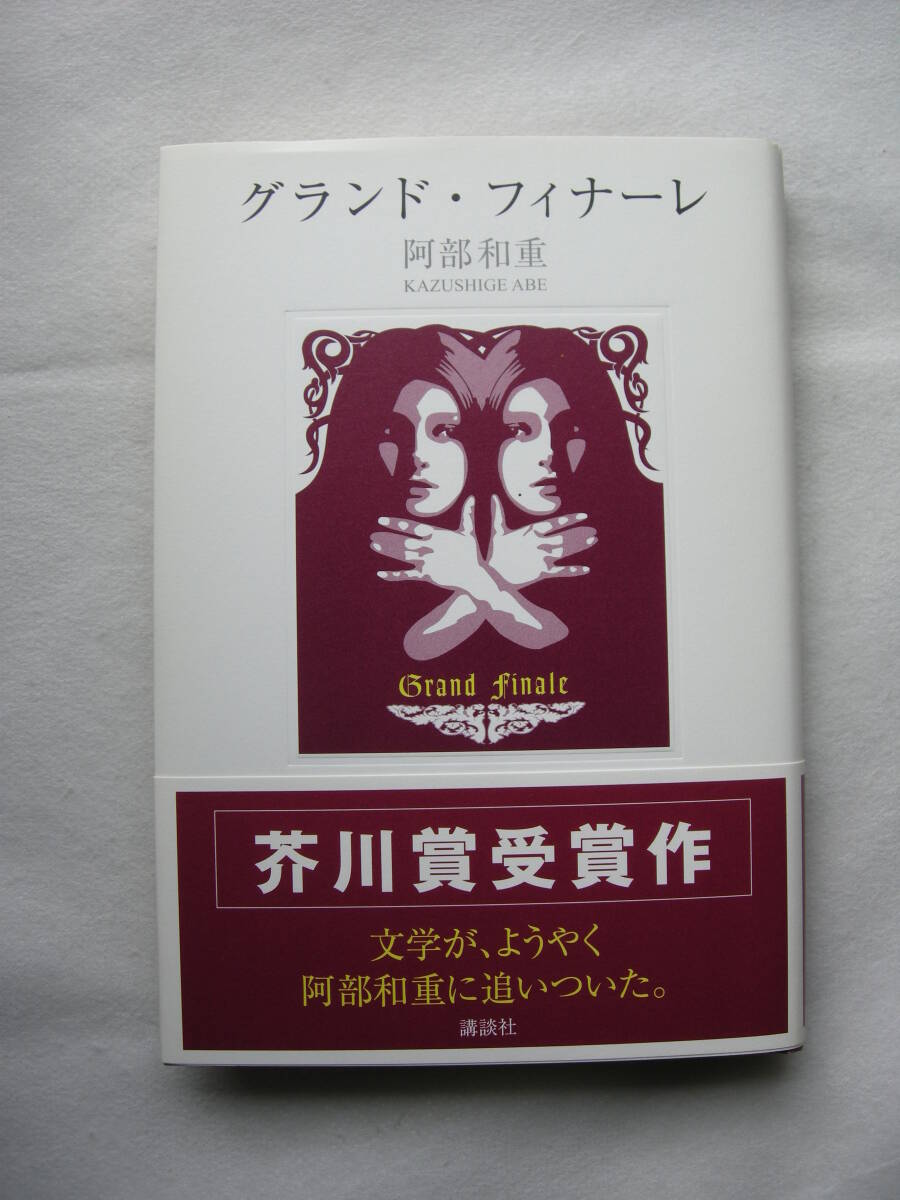 グランド・フィナーレ
阿部和重
KAZUSHIGE ABE
Grand Finale
芥川賞受賞作
文学が、ようやく
阿部和重に追いついた。
講談社